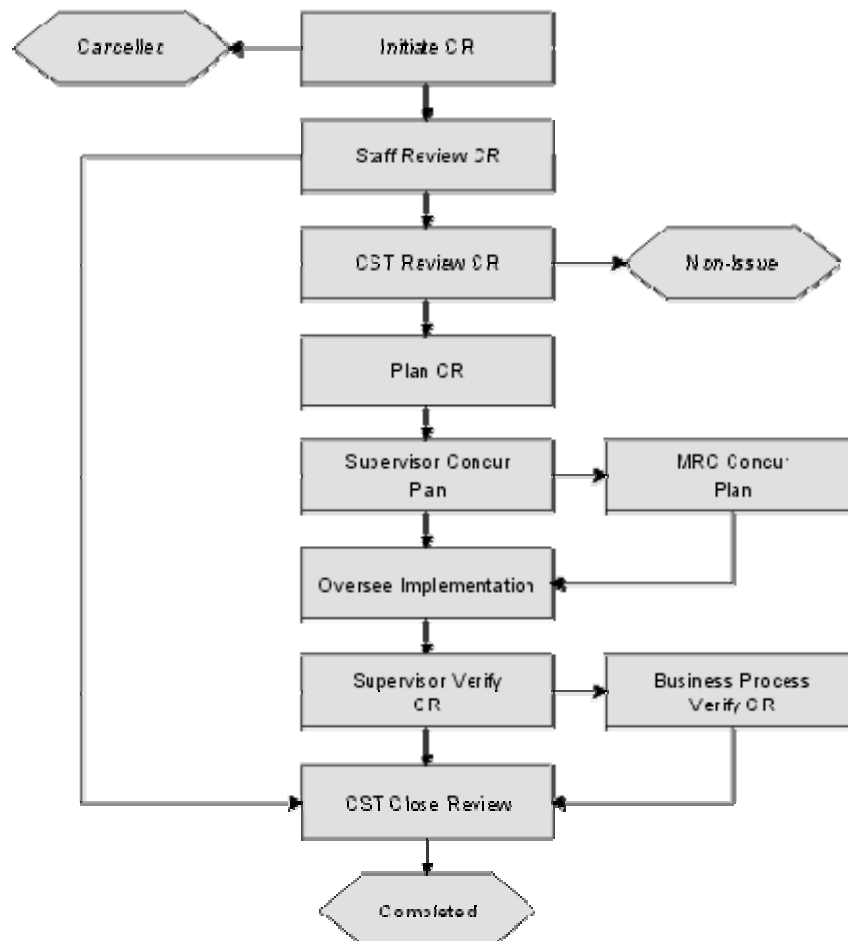 Cancelled
Initiate CR
Staff Review CR
CST Review CR
Non-Issue
Plan CR
Supervisor Concur
Plan
MRC Concur
Plan
Oversee Implementation
Supervisor Verify
CR
Business Process
Verify CR
CST Close Review
Completed